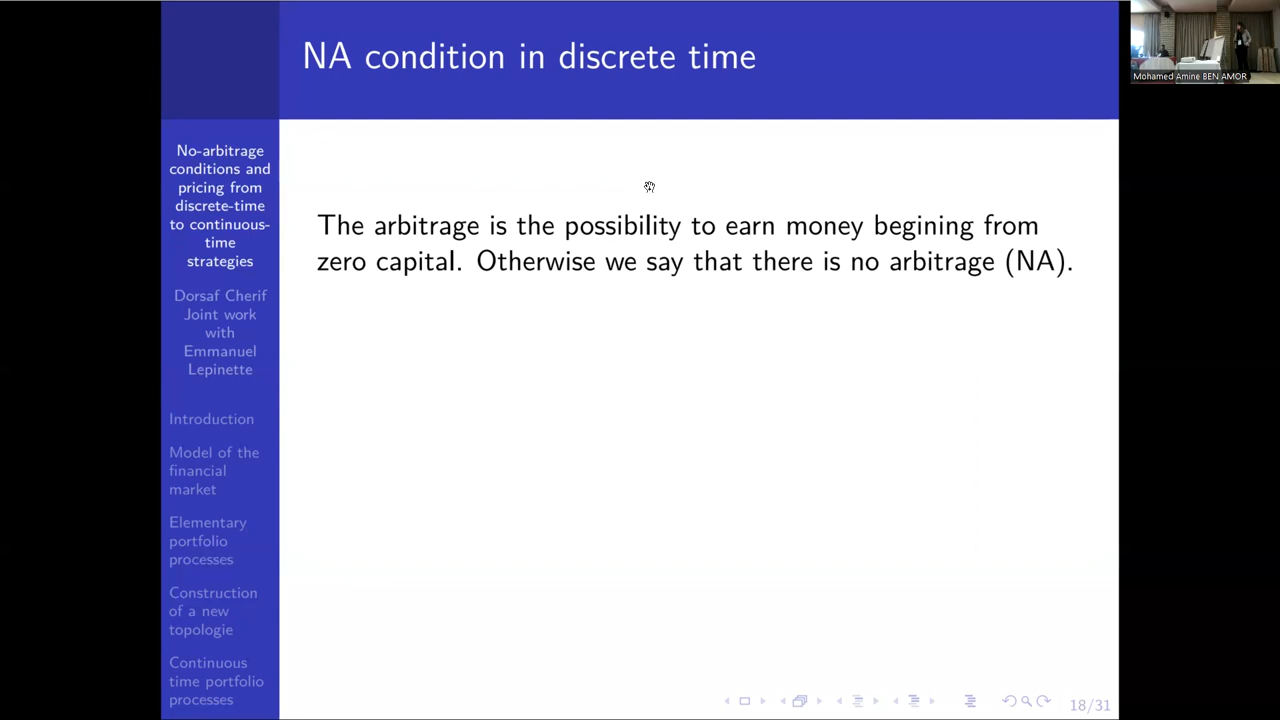 NA condition in discrete time
Mohamed Amine BEN AMOR
No-arbitrage
conditions and
pricing from
discrete-time
to continuous-
time
strategies
Dorsaf Cherif
Joint work
with
Emmanuel
Lepinette
Introduction
Model of the
financial
market
Elementary
portfolio
processes
Construction
of a new
topologie
Continuous
time portfolio
processes
The arbitrage is the possibility to earn money begining from
zero capital. Otherwise we say that there is no arbitrage (NA).
18/31